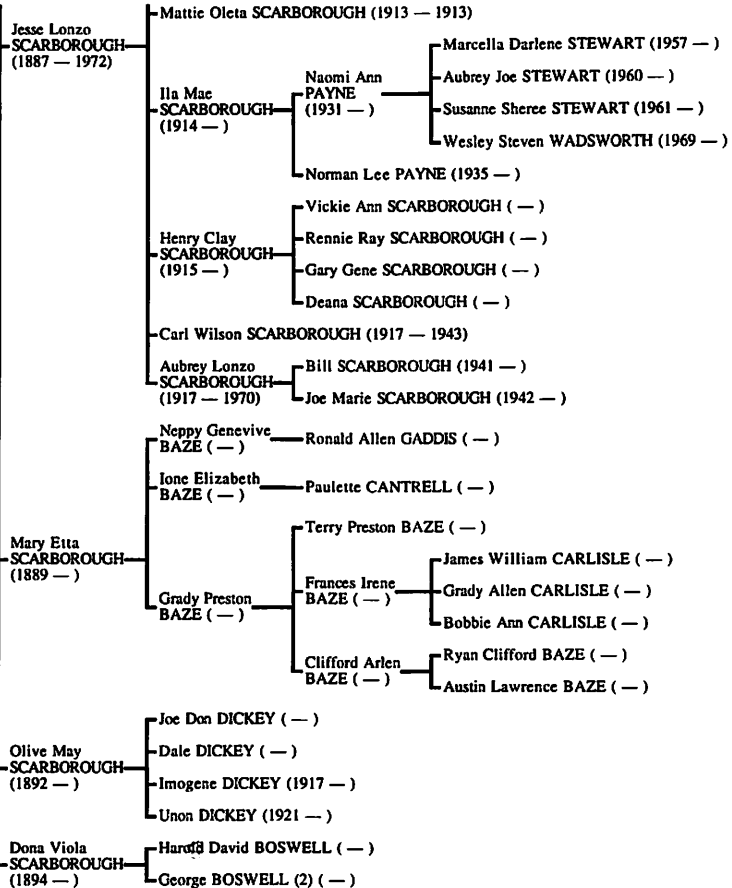 Jesse Lonzo
SCARBOROUGH
(1887 — 1972)
Mattie Oleta SCARBOROUGH (1913 — 1913)
Ila Mae
SCARBOROUGH
(1914 — )
Naomi Ann
PAYNE
(1931 — )
Marcella Darlene STEWART (1957 — )
Aubrey Joe STEWART (1960 — )
Susanne Sheree STEWART (1961 — )
Wesley Steven WADSWORTH (1969 — )
Norman Lee PAYNE (1935 — )
Henry Clay
SCARBOROUGH
(1915 — )
Vickie Ann SCARBOROUGH ( — )
Rennie Ray SCARBOROUGH ( — )
Gary Gene SCARBOROUGH ( — )
Deana SCARBOROUGH ( — )
Carl Wilson SCARBOROUGH (1917 — 1943)
Aubrey Lonzo
SCARBOROUGH
(1917 — 1970)
Bill SCARBOROUGH (1941 — )
Joe Marie SCARBOROUGH (1942 — )
Mary Etta
SCARBOROUGH
(1889 — )
Neppy Genevive
BAZE ( — )
Ronald Allen GADDIS ( — )
Ione Elizabeth
BAZE ( — )
Paulette CANTRELL ( — )
Grady Preston
BAZE ( — )
Terry Preston BAZE ( — )
Frances Irene
BAZE ( — )
James William CARLISLE ( — )
Grady Allen CARLISLE ( — )
Bobbie Ann CARLISLE ( — )
Clifford Arlen
BAZE ( — )
Ryan Clifford BAZE ( — )
Austin Lawrence BAZE ( — )
Olive May
SCARBOROUGH
(1892 — )
Joe Don DICKEY ( — )
Dale DICKEY ( — )
Imogene DICKEY (1917 — )
Unon DICKEY (1921 — )
Dona Viola
SCARBOROUGH
(1894 — )
Harold David BOSWELL ( — )
George BOSWELL (2) ( — )